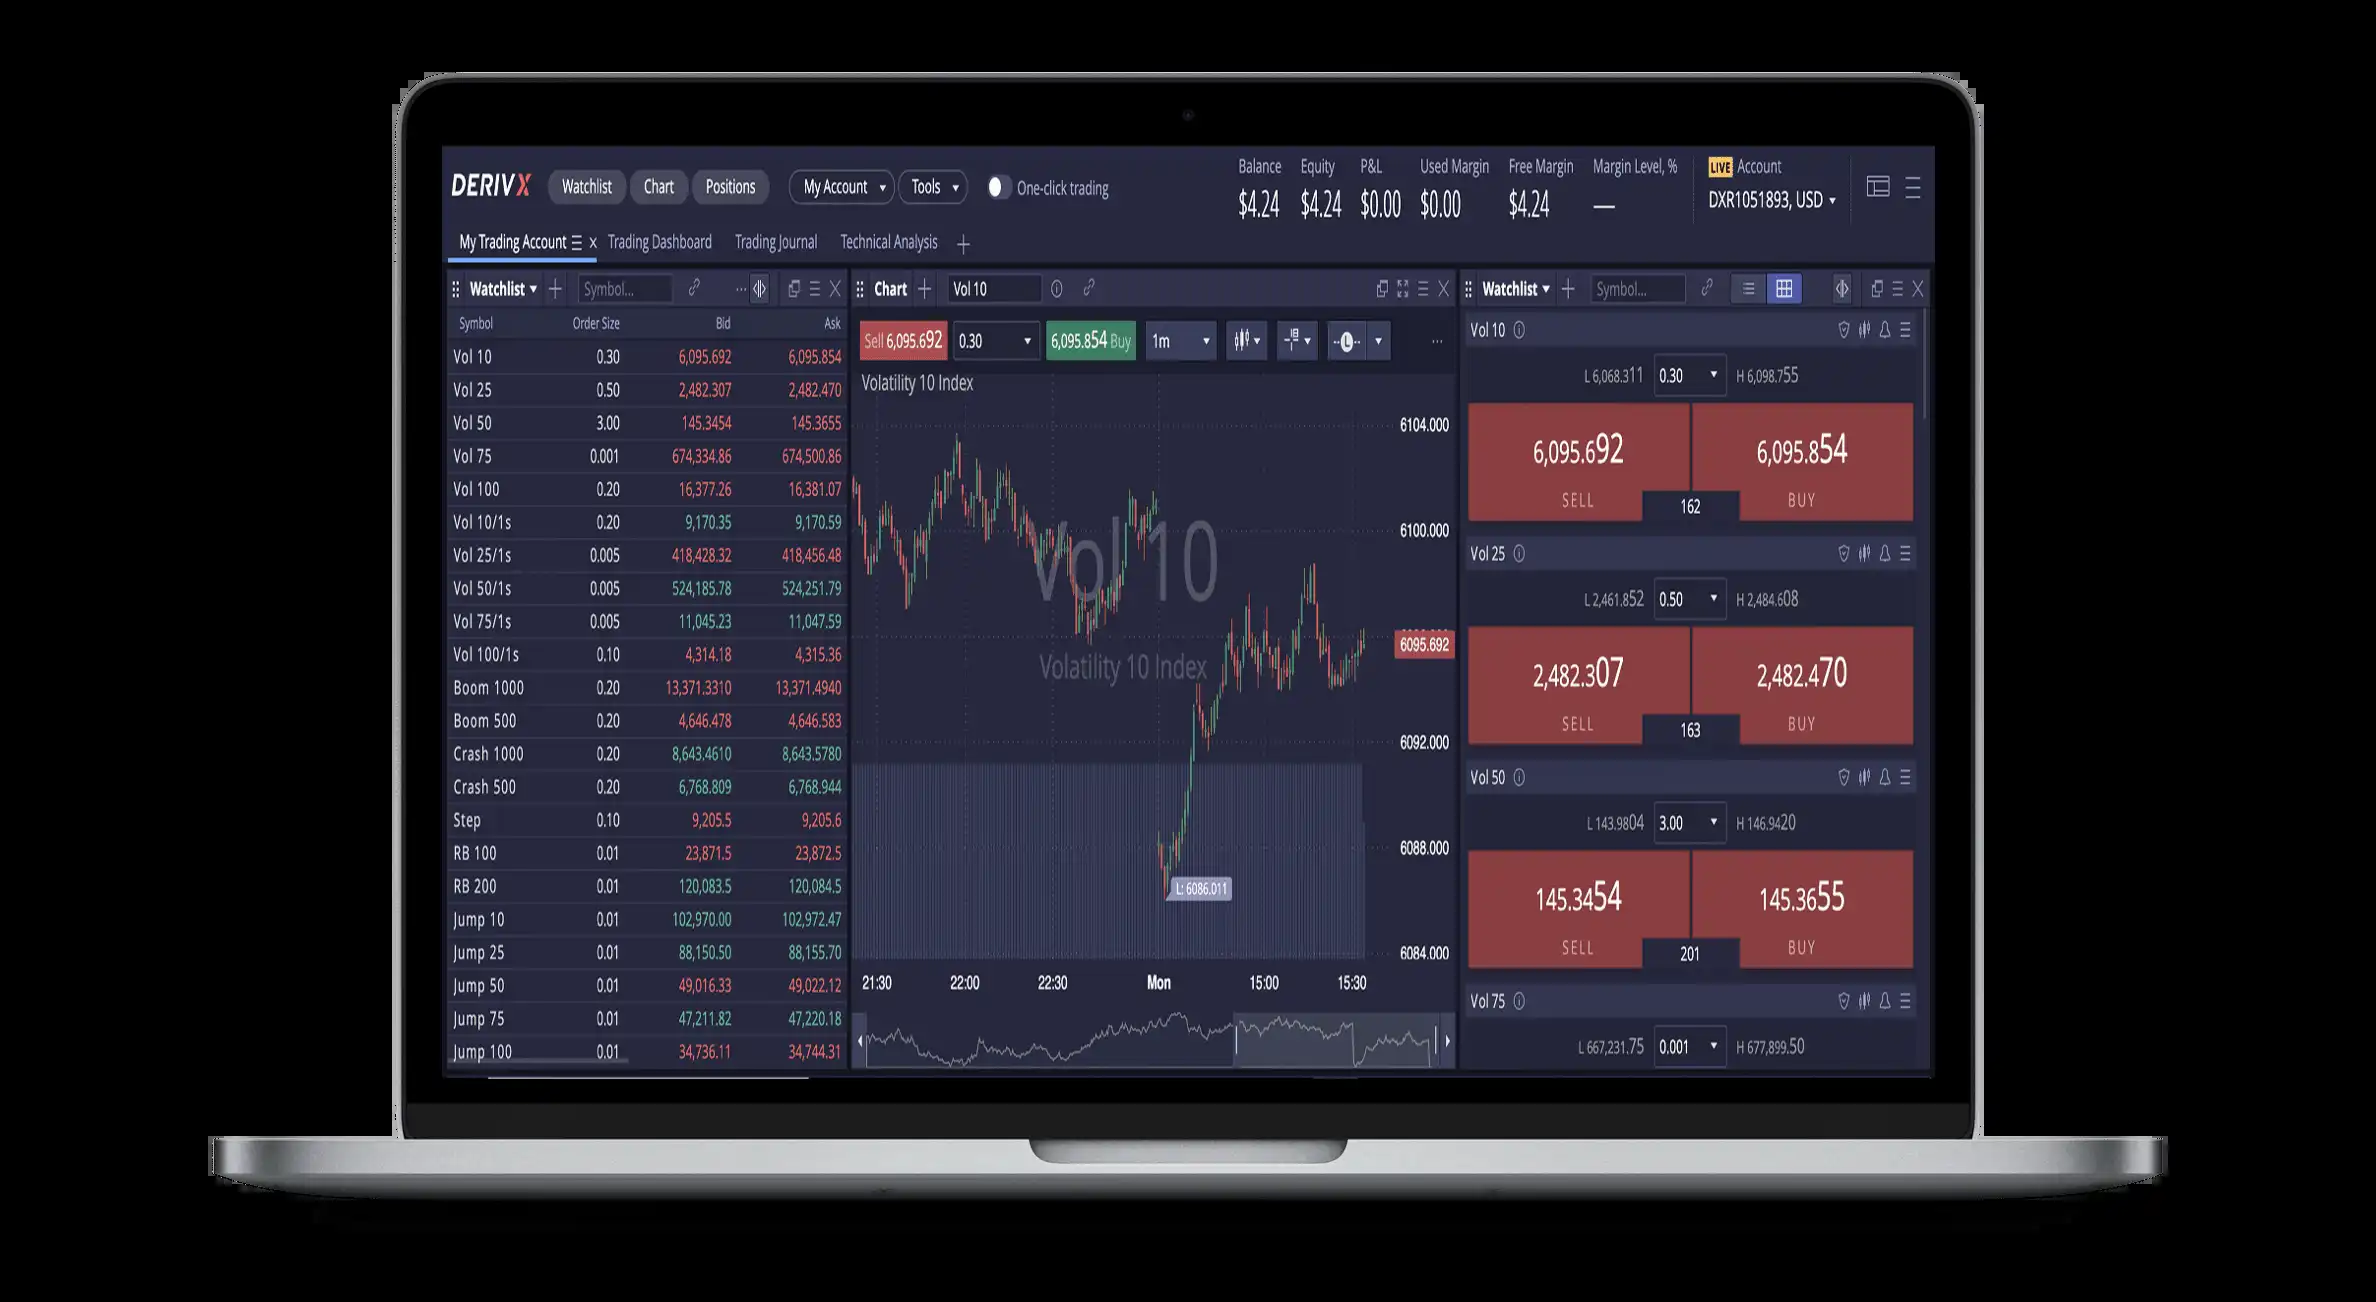 DERIVX Watchlist Chart Positions My Account Tools One-click trading
Balance Equity P&L Used Margin Free Margin Margin Level, % LIVE Account
$4.24 $4.24 $0.00 $0.00 $4.24 — DXR1051893, USD
My Trading Account Trading Dashboard Trading Journal Technical Analysis
Watchlist Symbol...
Symbol Order Size Bid Ask
Vol 10 0.30 6,095.692 6,095.854
Vol 25 0.50 2,482.307 2,482.470
Vol 50 3.00 145.3454 145.3655
Vol 75 0.001 674,334.86 674,500.86
Vol 100 0.20 16,377.26 16,381.07
Vol 10/1s 0.20 9,170.35 9,170.59
Vol 25/1s 0.005 418,428.32 418,456.48
Vol 50/1s 0.005 524,185.78 524,251.79
Vol 75/1s 0.005 11,045.23 11,047.59
Vol 100/1s 0.10 4,314.18 4,315.36
Boom 1000 0.20 13,371.3310 13,371.4940
Boom 500 0.20 4,646.478 4,646.583
Crash 1000 0.20 8,643.4610 8,643.5780
Crash 500 0.20 6,768.809 6,768.944
Step 0.10 9,205.5 9,205.6
RB 100 0.01 23,871.5 23,872.5
RB 200 0.01 120,083.5 120,084.5
Jump 10 0.01 102,970.00 102,972.47
Jump 25 0.01 88,150.50 88,155.70
Jump 50 0.01 49,016.33 49,022.12
Jump 75 0.01 47,211.82 47,220.18
Jump 100 0.01 34,736.11 34,744.31
Chart Vol 10
Sell 6,095.692 0.30 6,095.854 Buy 1m
Volatility 10 Index
6104.000
6100.000
Vol 10
6095.692
Volatility 10 Index
6092.000
6088.000
L: 6086.011
6084.000
21:30 22:00 22:30 Mon 15:00 15:30
Watchlist Symbol...
Vol 10
L 6,068.311 0.30 H 6,098.755
6,095.692 6,095.854
SELL 162 BUY
Vol 25
L 2,461.852 0.50 H 2,484.608
2,482.307 2,482.470
SELL 163 BUY
Vol 50
L 143.9804 3.00 H 146.9420
145.3454 145.3655
SELL 201 BUY
Vol 75
L 667,231.75 0.001 H 677,899.50